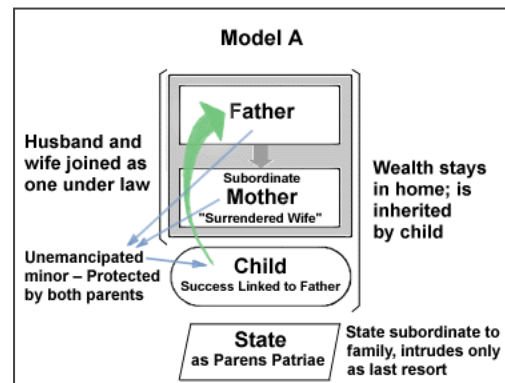 Model A
Father
Subordinate
Mother
"Surrendered Wife"
Husband and
wife joined as
one under law
Wealth stays
in home; is
inherited
by child
Unemancipated
minor – Protected
by both parents
Child
Success Linked to Father
State
as Parens Patriae
State subordinate to
family, intrudes only
as last resort